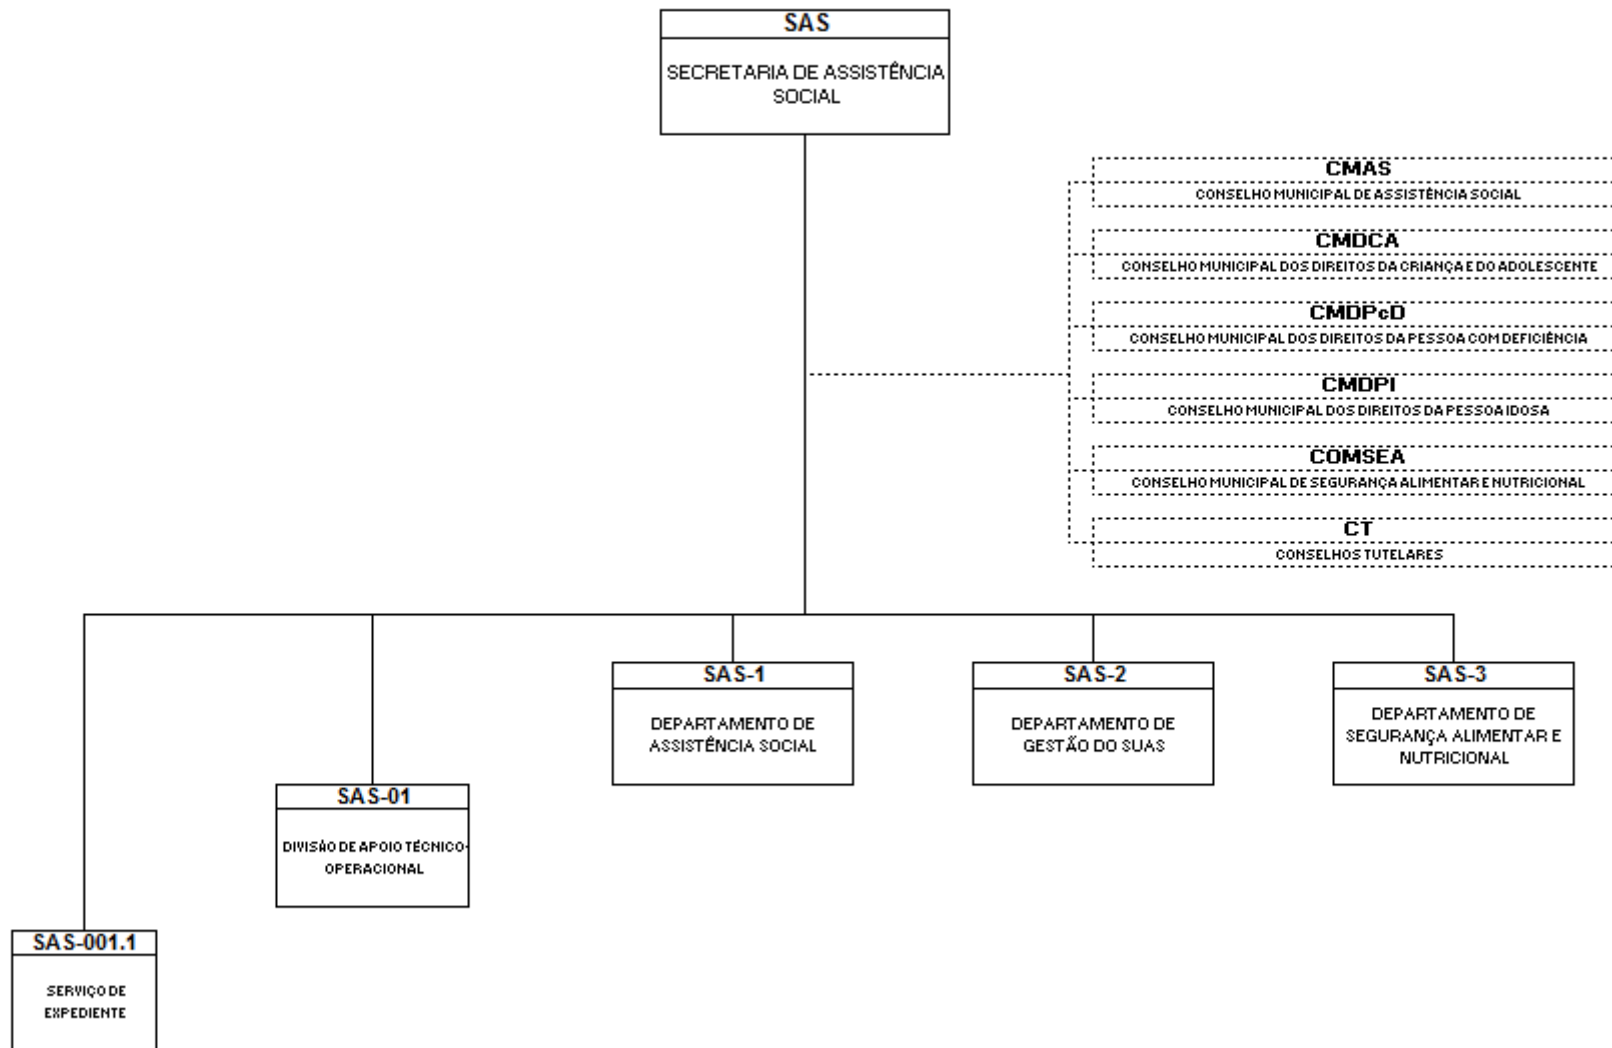 SAS
SECRETARIA DE ASSISTÊNCIA
SOCIAL
CMAS
CONSELHO MUNICIPAL DE ASSISTÊNCIA SOCIAL
CMDCA
CONSELHO MUNICIPAL DOS DIREITOS DA CRIANÇA E DO ADOLESCENTE
CMDPcD
CONSELHO MUNICIPAL DOS DIREITOS DA PESSOA COM DEFICIÊNCIA
CMDPI
CONSELHO MUNICIPAL DOS DIREITOS DA PESSOA IDOSA
COMSEA
CONSELHO MUNICIPAL DE SEGURANÇA ALIMENTAR E NUTRICIONAL
CT
CONSELHOS TUTELARES
SAS-1
DEPARTAMENTO DE
ASSISTÊNCIA SOCIAL
SAS-2
DEPARTAMENTO DE
GESTÃO DO SUAS
SAS-3
DEPARTAMENTO DE
SEGURANÇA ALIMENTAR E
NUTRICIONAL
SAS-01
DIVISÃO DE APOIO TÉCNICO-
OPERACIONAL
SAS-001.1
SERVIÇO DE
EXPEDIENTE